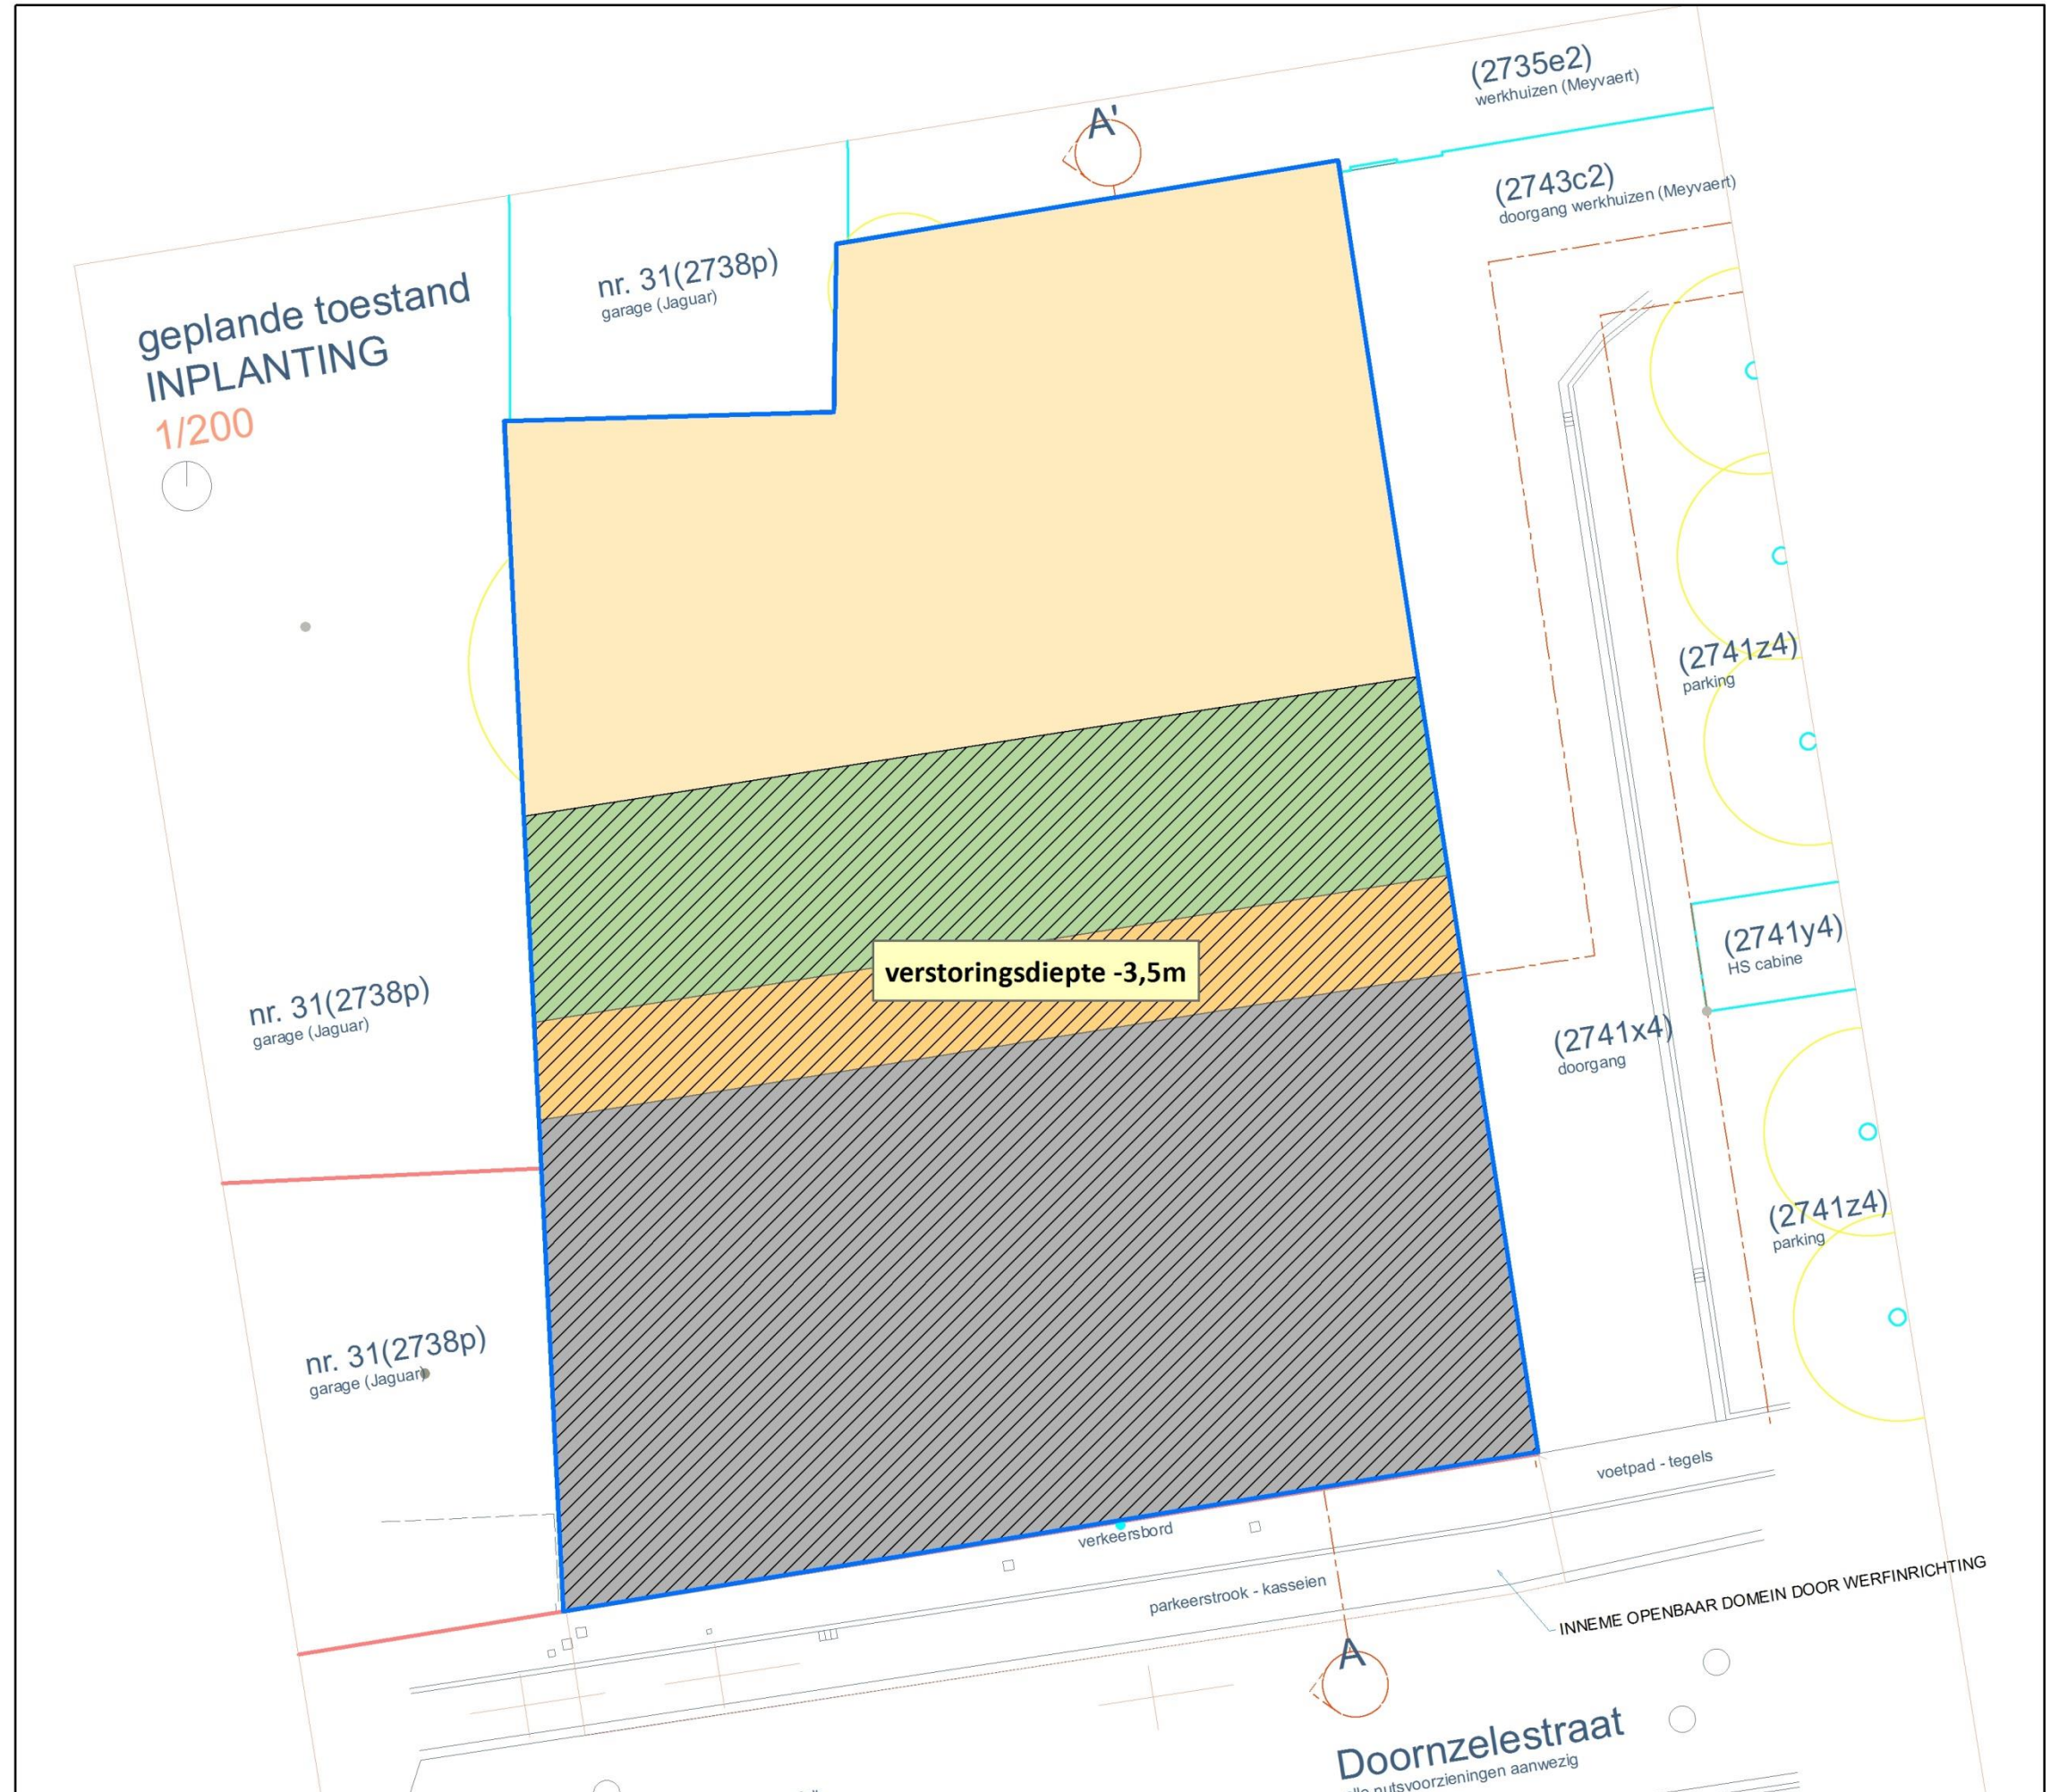 (2735e2)
werkhuizen (Meyvaert)
A'
(2743c2)
doorgang werkhuizen (Meyvaert)
nr. 31(2738p)
garage (Jaguar)
geplande toestand
INPLANTING
1/200
(2741z4)
parking
(2741y4)
HS cabine
verstoringsdiepte -3,5m
nr. 31(2738p)
garage (Jaguar)
(2741x4)
doorgang
(2741z4)
parking
nr. 31(2738p)
garage (Jaguar)
voetpad - tegels
verkeersbord
parkeerstrook - kasseien
INNEME OPENBAAR DOMEIN DOOR WERFINRICHTING
A
Doornzelestraat
nutsvoorzieningen aanwezig